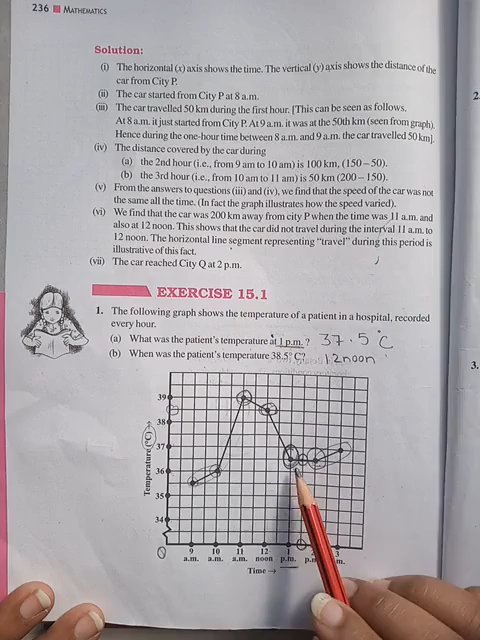 236 MATHEMATICS
Solution:
(i) The horizontal (x) axis shows the time. The vertical (y) axis shows the distance of the
car from City P.
(ii) The car started from City P at 8 a.m.
(iii) The car travelled 50 km during the first hour. [This can be seen as follows.
At 8 a.m. it just started from City P. At 9 a.m. it was at the 50th km (seen from graph).
Hence during the one-hour time between 8 a.m. and 9 a.m. the car travelled 50 km].
(iv) The distance covered by the car during
(a) the 2nd hour (i.e., from 9 am to 10 am) is 100 km, (150 – 50).
(b) the 3rd hour (i.e., from 10 am to 11 am) is 50 km (200 – 150).
(v) From the answers to questions (iii) and (iv), we find that the speed of the car was not
the same all the time. (In fact the graph illustrates how the speed varied).
(vi) We find that the car was 200 km away from city P when the time was 11 a.m. and
also at 12 noon. This shows that the car did not travel during the interval 11 a.m. to
12 noon. The horizontal line segment representing “travel” during this period is
illustrative of this fact.
(vii) The car reached City Q at 2 p.m.
EXERCISE 15.1
1. The following graph shows the temperature of a patient in a hospital, recorded
every hour.
(a) What was the patient's temperature at 1 p.m. ? 37.5°C
(b) When was the patient's temperature 38.5° C? 12noon
39
38
37
36
35
34
Temperature (°C) →
0
9 10 11 12 1 2 3
a.m. a.m. a.m. noon p.m. p.m. m.
Time →
2.
3.